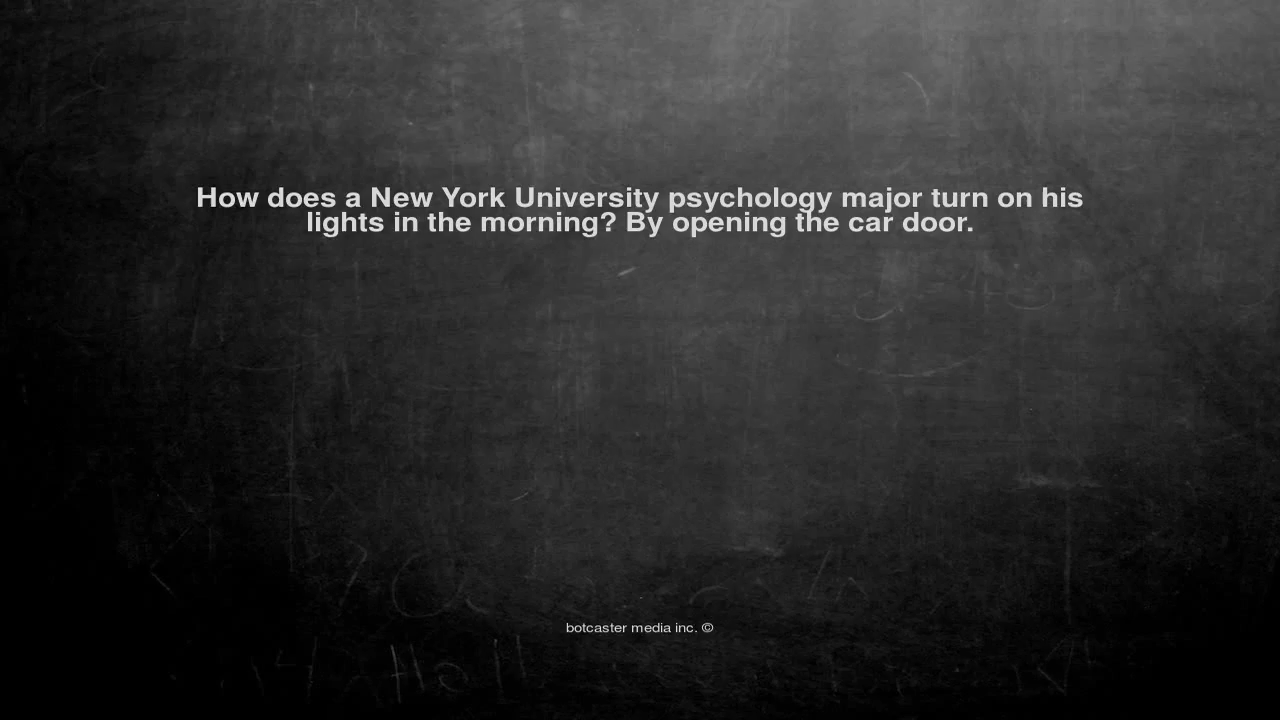 How does a New York University psychology major turn on his
lights in the morning? By opening the car door.
botcaster media inc. ©